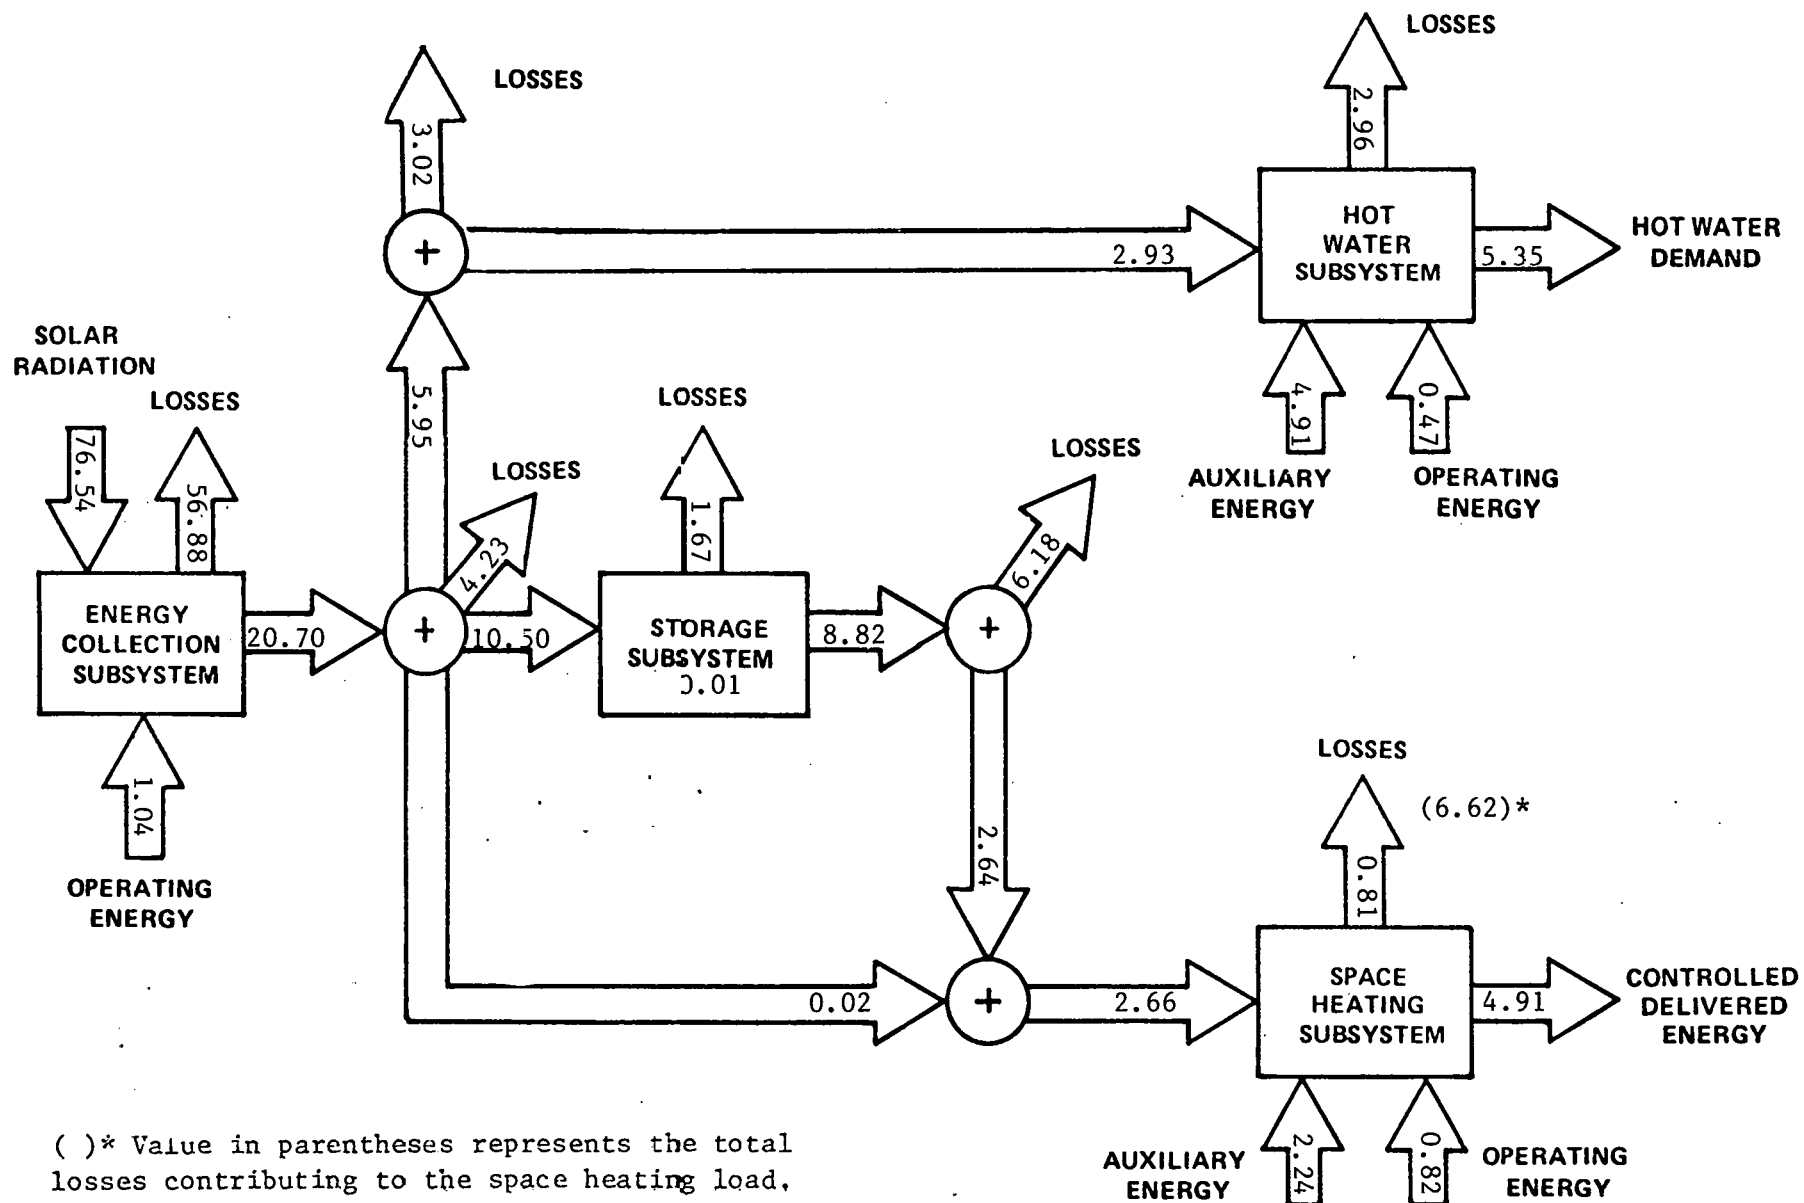 LOSSES
LOSSES
3.02
2.96
+
2.93
HOT
WATER
SUBSYSTEM
5.35
HOT WATER
DEMAND
SOLAR
RADIATION
LOSSES
76.54
56.88
5.95
LOSSES
4.23
LOSSES
1.67
LOSSES
6.18
4.91
0.47
AUXILIARY
ENERGY
OPERATING
ENERGY
ENERGY
COLLECTION
SUBSYSTEM
20.70
+
10.50
STORAGE
SUBSYSTEM
0.01
8.82
+
1.04
OPERATING
ENERGY
2.64
LOSSES
(6.62)*
0.81
0.02
+
2.66
SPACE
HEATING
SUBSYSTEM
4.91
CONTROLLED
DELIVERED
ENERGY
AUXILIARY
ENERGY
2.24
0.82
OPERATING
ENERGY
( )* Value in parentheses represents the total
losses contributing to the space heating load.